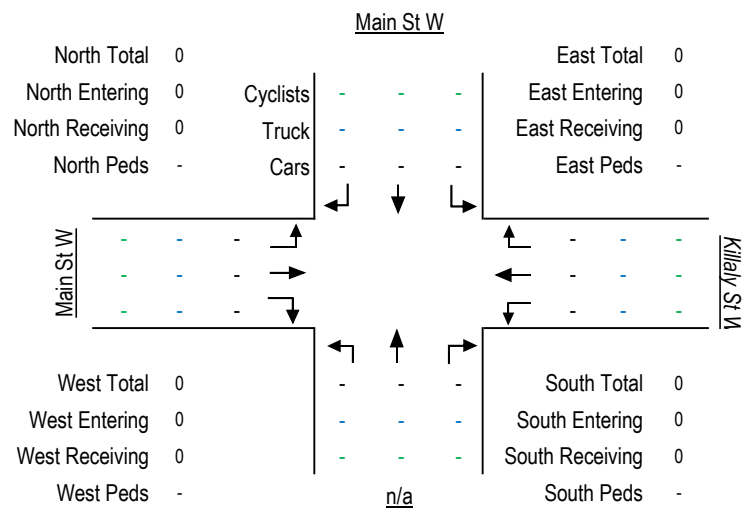 Main St W
North Total 0
East Total 0
North Entering 0
Cyclists - - -
East Entering 0
North Receiving 0
Truck - - -
East Receiving 0
North Peds -
Cars - - -
East Peds -
Main St W
- - -
- - -
- - -
- - -
- - -
- - -
Killaly St W
West Total 0
- - -
South Total 0
West Entering 0
- - -
South Entering 0
West Receiving 0
- - -
South Receiving 0
West Peds -
n/a
South Peds -